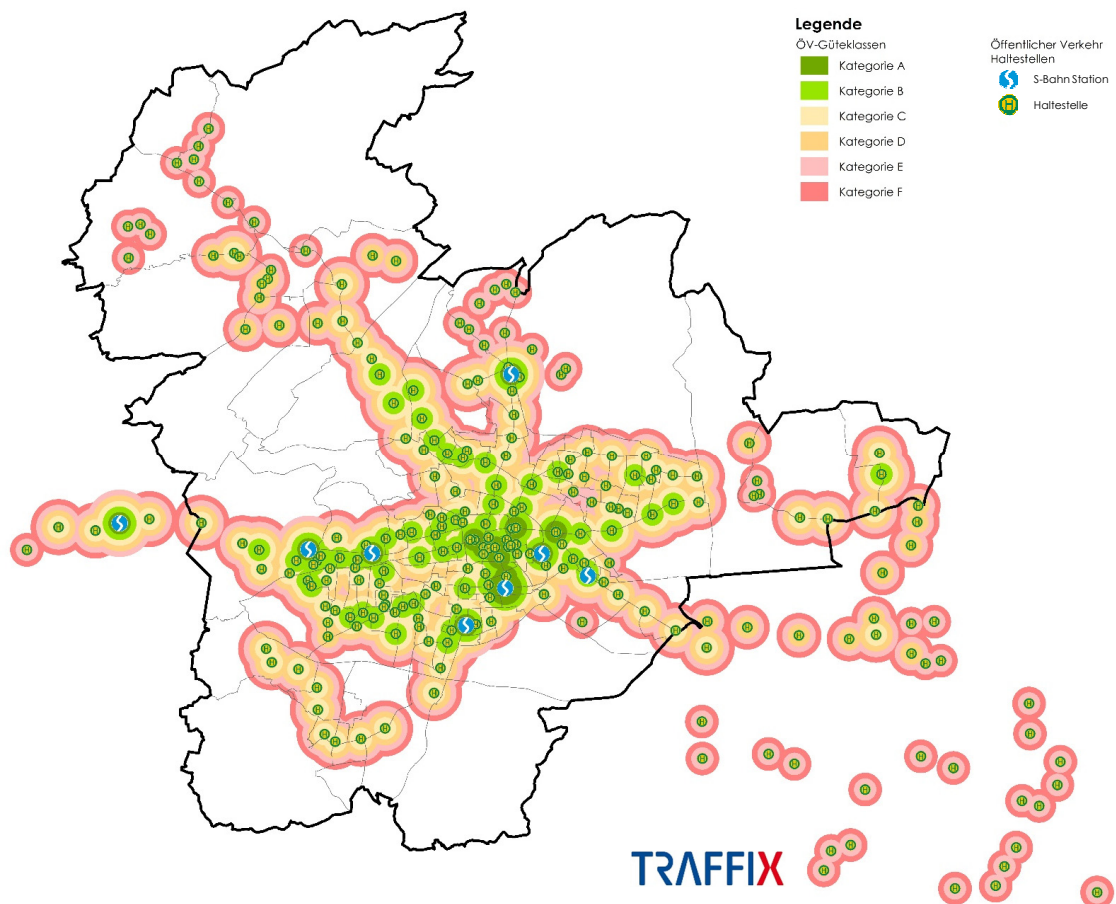 Legende
ÖV-Güteklassen
Kategorie A
Kategorie B
Kategorie C
Kategorie D
Kategorie E
Kategorie F
Öffentlicher Verkehr
Haltestellen
S-Bahn Station
Haltestelle
TRAFFIX